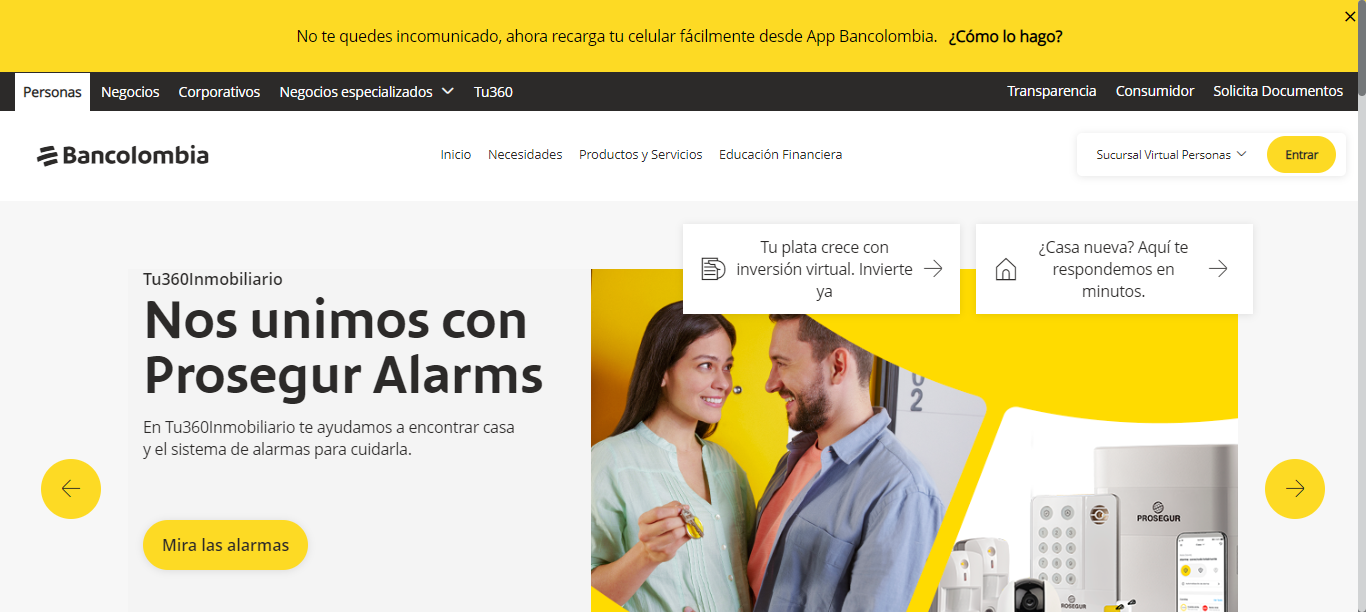 No te quedes incomunicado, ahora recarga tu celular fácilmente desde App Bancolombia. ¿Cómo lo hago?
Personas Negocios Corporativos Negocios especializados Tu360 Transparencia Consumidor Solicita Documentos
Bancolombia Inicio Necesidades Productos y Servicios Educación Financiera Sucursal Virtual Personas Entrar
Tu plata crece con
inversión virtual. Invierte
ya
¿Casa nueva? Aquí te
respondemos en
minutos.
Tu360Inmobiliario
Nos unimos con
Prosegur Alarms
En Tu360Inmobiliario te ayudamos a encontrar casa
y el sistema de alarmas para cuidarla.
Mira las alarmas
02
PROSEGUR
PROSEGUR